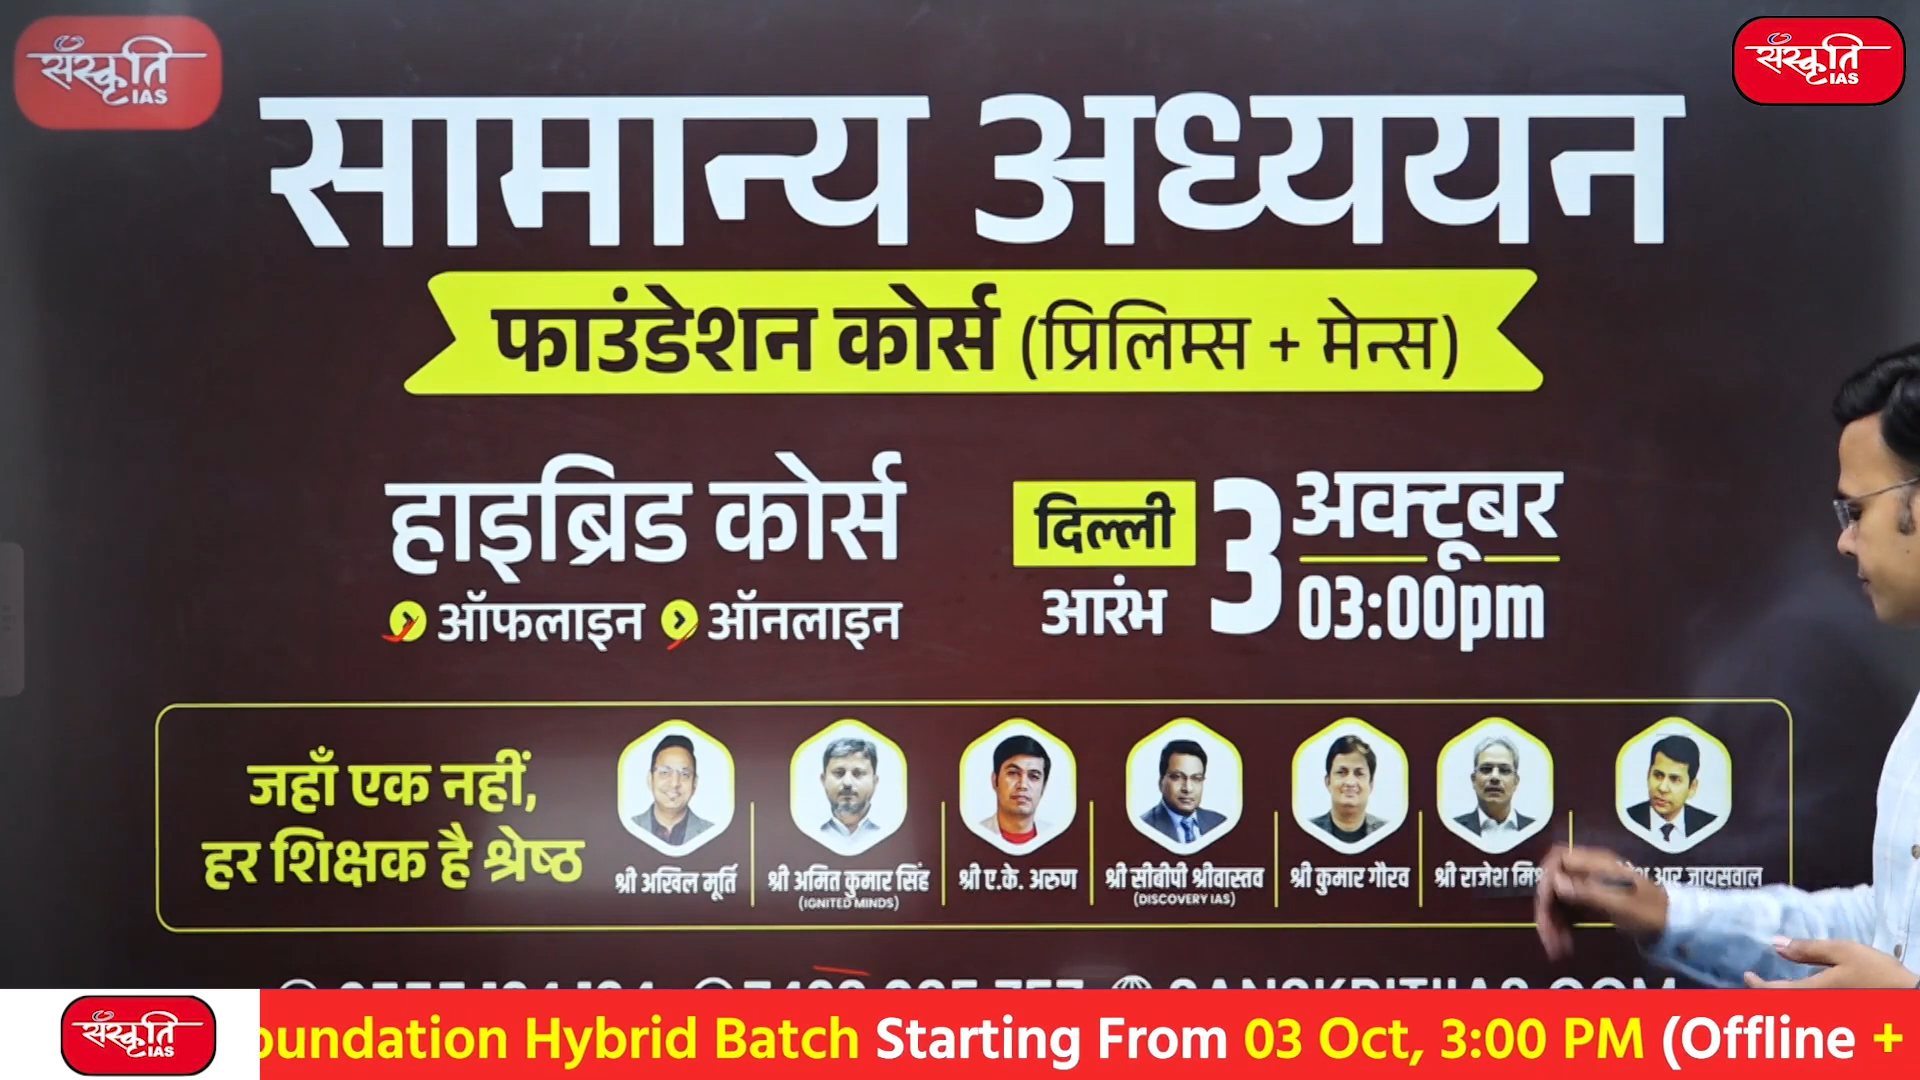 संस्कृति
IAS
संस्कृति
IAS
सामान्य अध्ययन
फाउंडेशन कोर्स (प्रिलिम्स + मेन्स)
हाइब्रिड कोर्स
ऑफलाइन ऑनलाइन
दिल्ली
आरंभ
3 अक्टूबर
03:00pm
जहाँ एक नहीं,
हर शिक्षक है श्रेष्ठ
श्री अखिल मूर्ति
श्री अमित कुमार सिंह
(IGNITED MINDS)
श्री ए.के. अरुण
श्री सीबीपी श्रीवास्तव
(DISCOVERY IAS)
श्री कुमार गौरव
श्री राजेश
आर जायसवाल
संस्कृति
IAS
oundation Hybrid Batch Starting From 03 Oct, 3:00 PM (Offline +